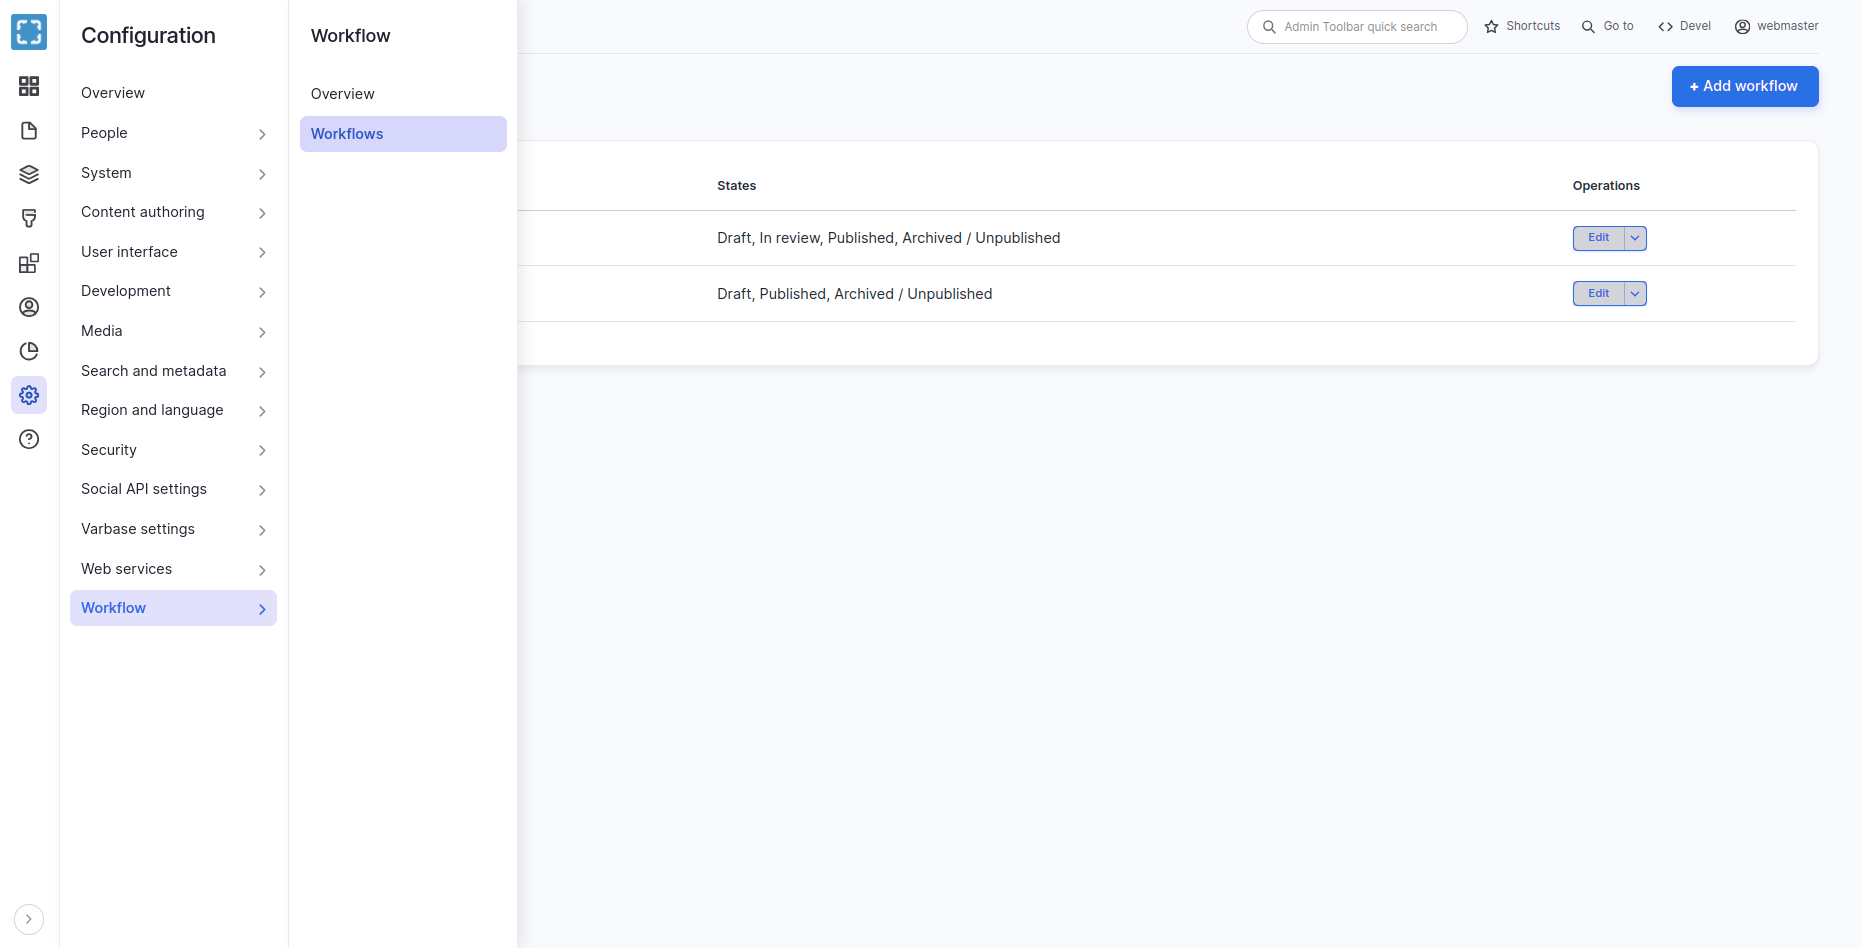 Configuration
Overview
People
System
Content authoring
User interface
Development
Media
Search and metadata
Region and language
Security
Social API settings
Varbase settings
Web services
Workflow
Workflow
Overview
Workflows
Admin Toolbar quick search
Shortcuts
Go to
Devel
webmaster
+ Add workflow
States Operations
Draft, In review, Published, Archived / Unpublished Edit
Draft, Published, Archived / Unpublished Edit